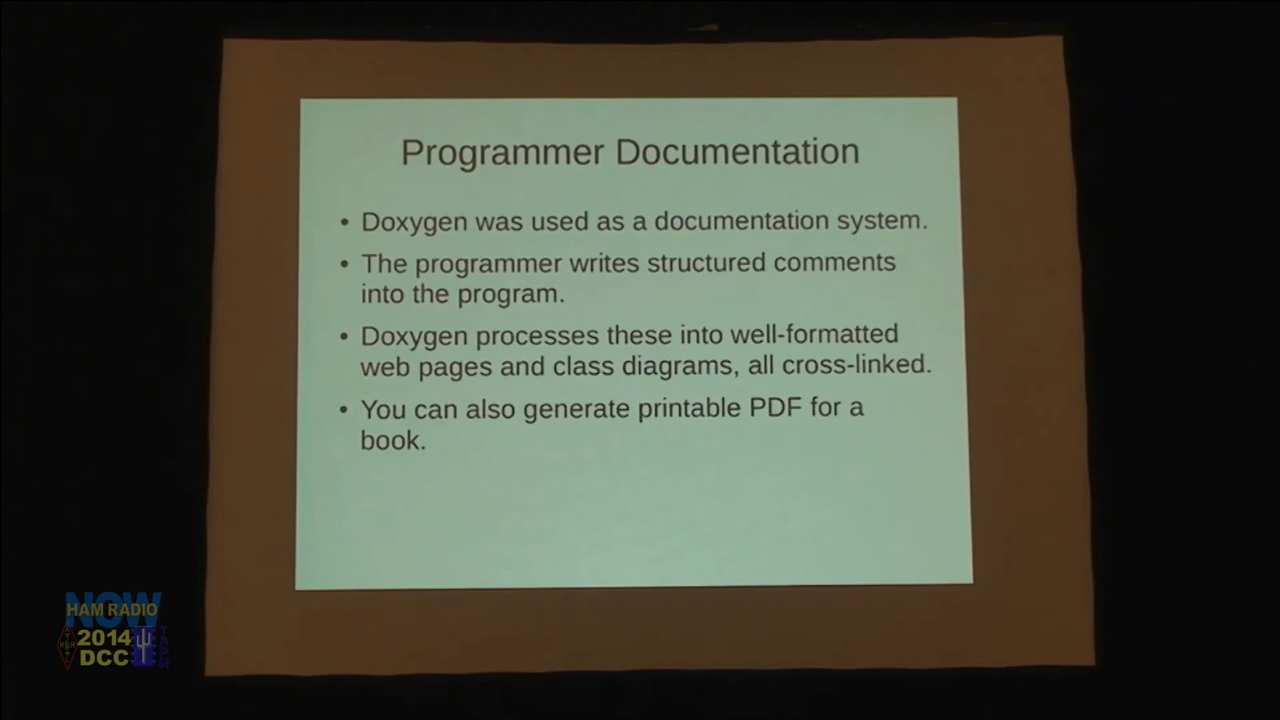 Programmer Documentation
• Doxygen was used as a documentation system.
• The programmer writes structured comments
into the program.
• Doxygen processes these into well-formatted
web pages and class diagrams, all cross-linked.
• You can also generate printable PDF for a
book.
NOW
HAM RADIO
2014
DCC
TAPR